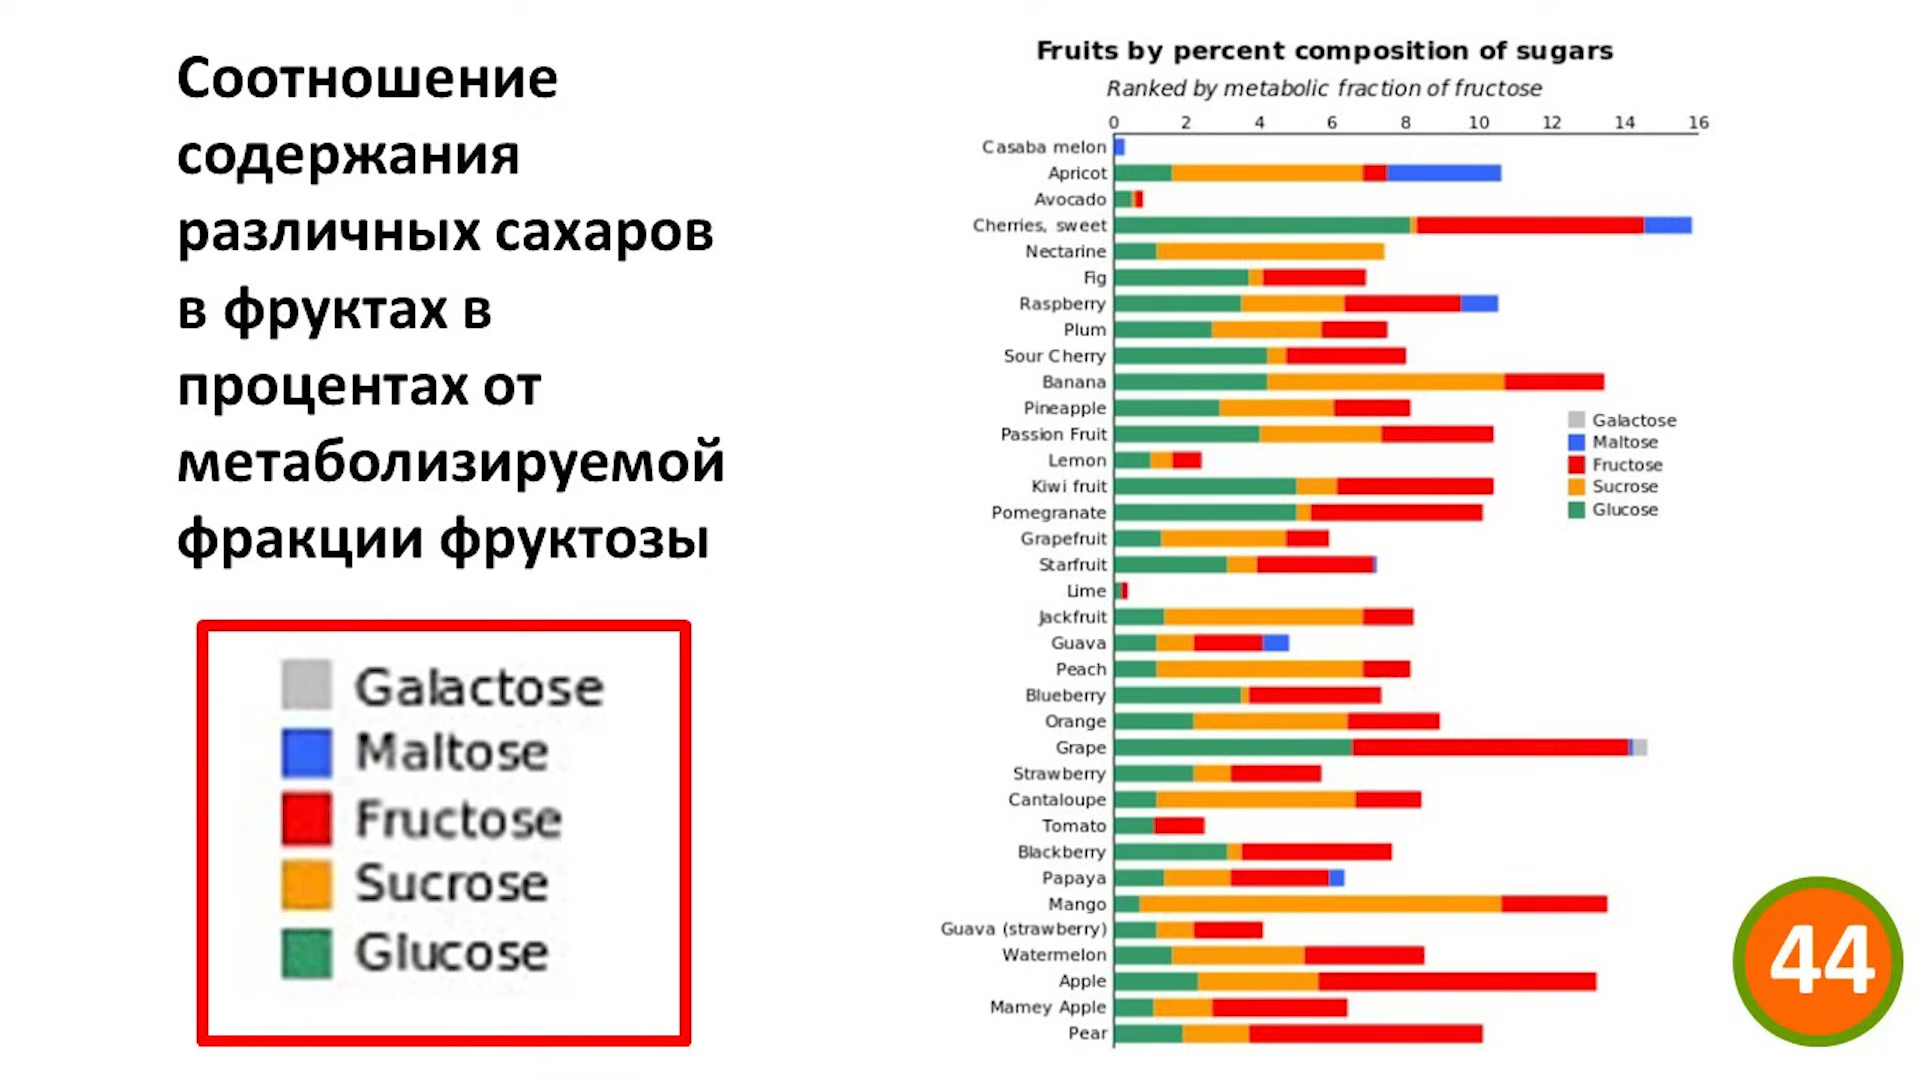 Соотношение
содержания
различных сахаров
в фруктах в
процентах от
метаболизируемой
фракции фруктозы
Galactose
Maltose
Fructose
Sucrose
Glucose
Fruits by percent composition of sugars
Ranked by metabolic fraction of fructose
0 2 4 6 8 10 12 14 16
Casaba melon
Apricot
Avocado
Cherries, sweet
Nectarine
Fig
Raspberry
Plum
Sour Cherry
Banana
Pineapple
Passion Fruit
Lemon
Kiwi fruit
Pomegranate
Grapefruit
Starfruit
Lime
Jackfruit
Guava
Peach
Blueberry
Orange
Grape
Strawberry
Cantaloupe
Tomato
Blackberry
Papaya
Mango
Guava (strawberry)
Watermelon
Apple
Mamey Apple
Pear
Galactose
Maltose
Fructose
Sucrose
Glucose
44